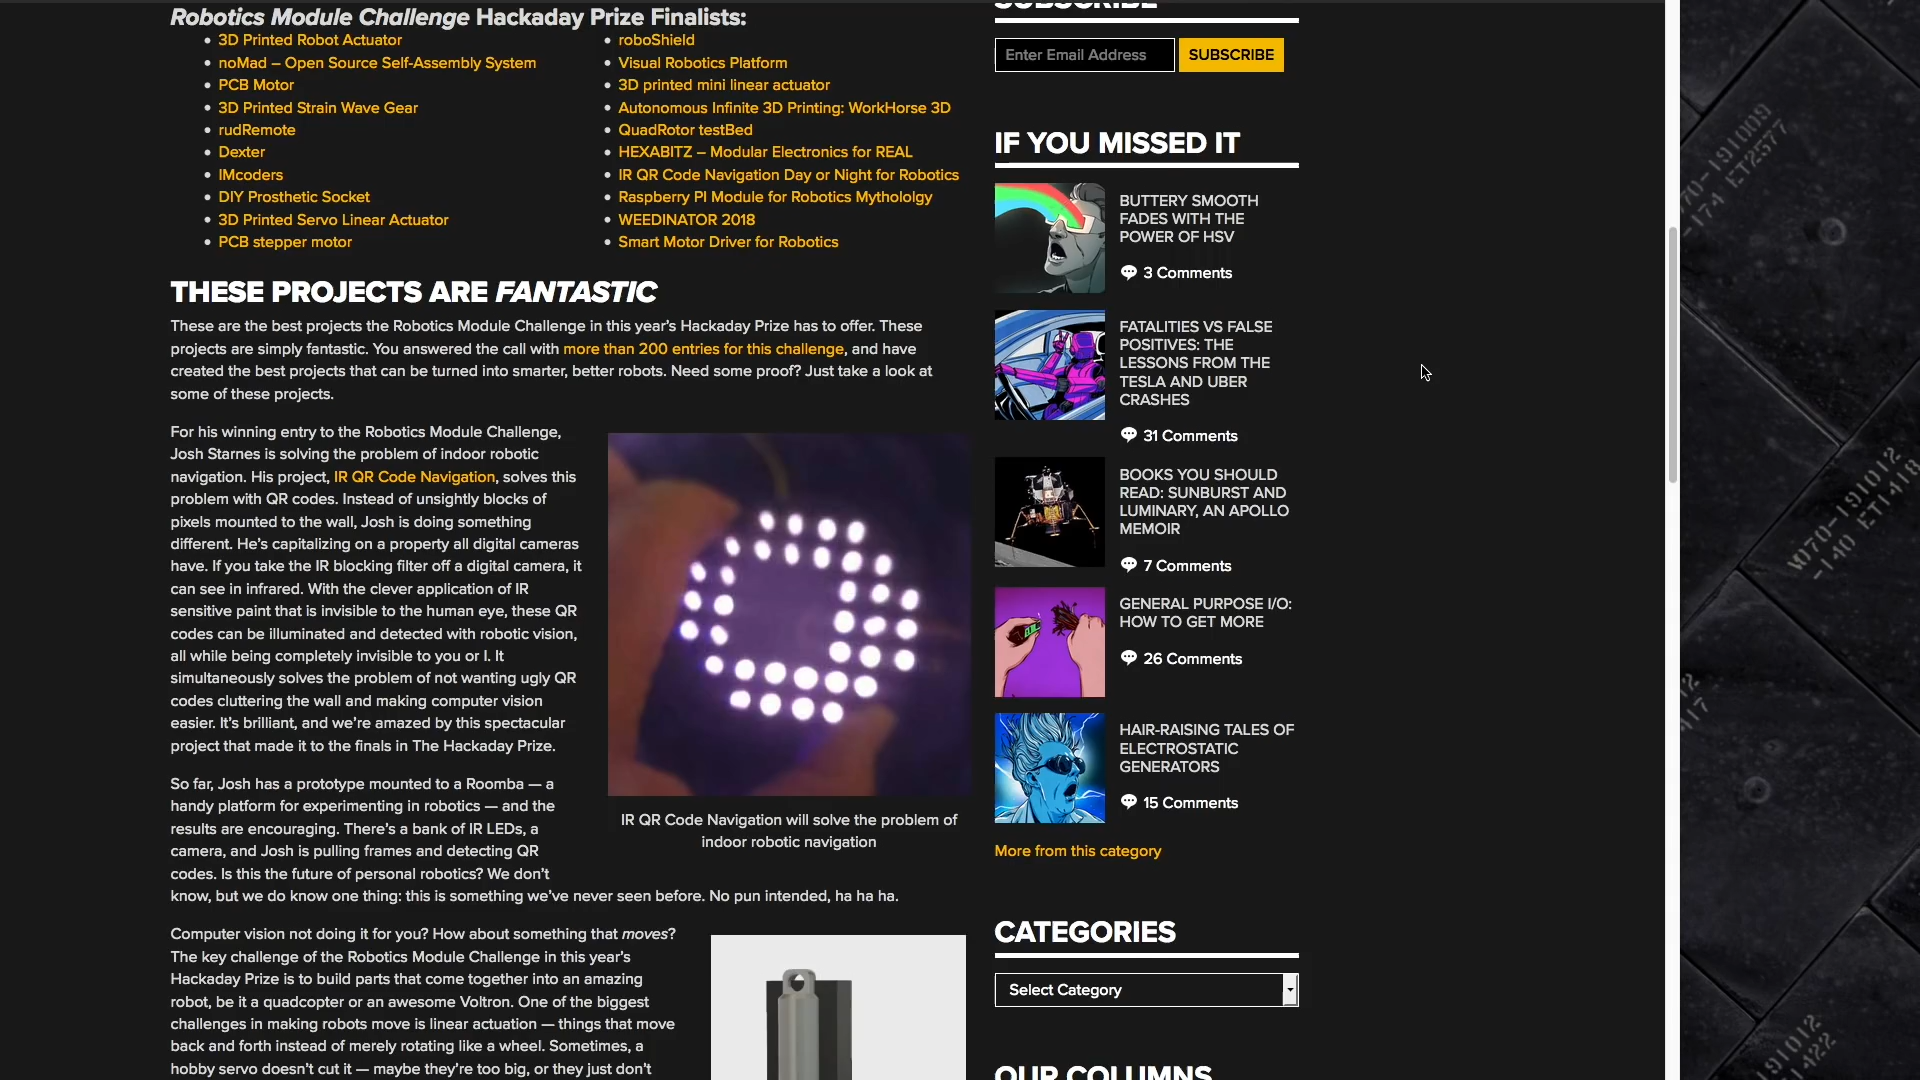 Robotics Module Challenge Hackaday Prize Finalists:
3D Printed Robot Actuator
noMad – Open Source Self-Assembly System
PCB Motor
3D Printed Strain Wave Gear
rudRemote
Dexter
IMcoders
DIY Prosthetic Socket
3D Printed Servo Linear Actuator
PCB stepper motor
roboShield
Visual Robotics Platform
3D printed mini linear actuator
Autonomous Infinite 3D Printing: WorkHorse 3D
QuadRotor testBed
HEXABITZ – Modular Electronics for REAL
IR QR Code Navigation Day or Night for Robotics
Raspberry PI Module for Robotics Mythololgy
WEEDINATOR 2018
Smart Motor Driver for Robotics
THESE PROJECTS ARE FANTASTIC
These are the best projects the Robotics Module Challenge in this year's Hackaday Prize has to offer. These
projects are simply fantastic. You answered the call with more than 200 entries for this challenge, and have
created the best projects that can be turned into smarter, better robots. Need some proof? Just take a look at
some of these projects.
For his winning entry to the Robotics Module Challenge,
Josh Starnes is solving the problem of indoor robotic
navigation. His project, IR QR Code Navigation, solves this
problem with QR codes. Instead of unsightly blocks of
pixels mounted to the wall, Josh is doing something
different. He's capitalizing on a property all digital cameras
have. If you take the IR blocking filter off a digital camera, it
can see in infrared. With the clever application of IR
sensitive paint that is invisible to the human eye, these QR
codes can be illuminated and detected with robotic vision,
all while being completely invisible to you or I. It
simultaneously solves the problem of not wanting ugly QR
codes cluttering the wall and making computer vision
easier. It's brilliant, and we're amazed by this spectacular
project that made it to the finals in The Hackaday Prize.
IR QR Code Navigation will solve the problem of
indoor robotic navigation
So far, Josh has a prototype mounted to a Roomba — a
handy platform for experimenting in robotics — and the
results are encouraging. There's a bank of IR LEDs, a
camera, and Josh is pulling frames and detecting QR
codes. Is this the future of personal robotics? We don't
know, but we do know one thing: this is something we've never seen before. No pun intended, ha ha ha.
Computer vision not doing it for you? How about something that moves?
The key challenge of the Robotics Module Challenge in this year's
Hackaday Prize is to build parts that come together into an amazing
robot, be it a quadcopter or an awesome Voltron. One of the biggest
challenges in making robots move is linear actuation — things that move
back and forth instead of merely rotating like a wheel. Sometimes, a
hobby servo doesn't cut it — maybe they're too big, or they just don't
SUBSCRIBE
Enter Email Address
SUBSCRIBE
IF YOU MISSED IT
BUTTERY SMOOTH
FADES WITH THE
POWER OF HSV
3 Comments
FATALITIES VS FALSE
POSITIVES: THE
LESSONS FROM THE
TESLA AND UBER
CRASHES
31 Comments
BOOKS YOU SHOULD
READ: SUNBURST AND
LUMINARY, AN APOLLO
MEMOIR
7 Comments
GENERAL PURPOSE I/O:
HOW TO GET MORE
26 Comments
HAIR-RAISING TALES OF
ELECTROSTATIC
GENERATORS
15 Comments
More from this category
CATEGORIES
Select Category
OUR COLUMNS
W070-191012
-140 ET1418